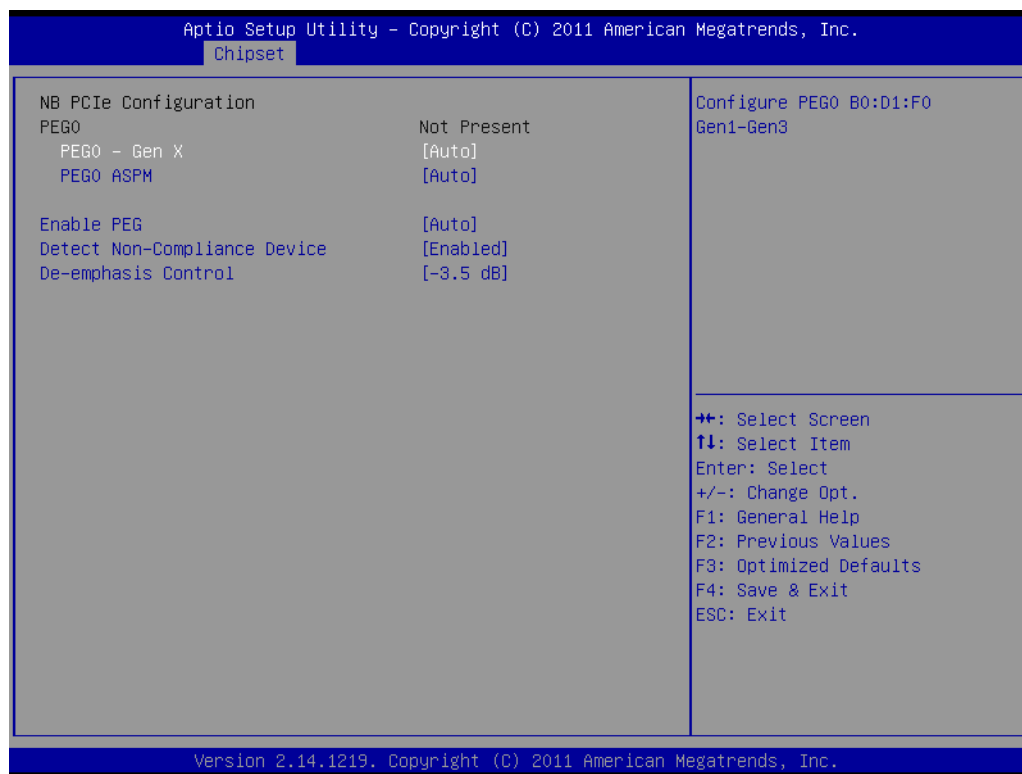 Aptio Setup Utility – Copyright (C) 2011 American Megatrends, Inc.
Chipset
NB PCIe Configuration
PEG0 Not Present
PEG0 – Gen X [Auto]
PEG0 ASPM [Auto]
Enable PEG [Auto]
Detect Non-Compliance Device [Enabled]
De-emphasis Control [-3.5 dB]
Configure PEG0 B0:D1:F0
Gen1-Gen3
→←: Select Screen
↑↓: Select Item
Enter: Select
+/-: Change Opt.
F1: General Help
F2: Previous Values
F3: Optimized Defaults
F4: Save & Exit
ESC: Exit
Version 2.14.1219. Copyright (C) 2011 American Megatrends, Inc.